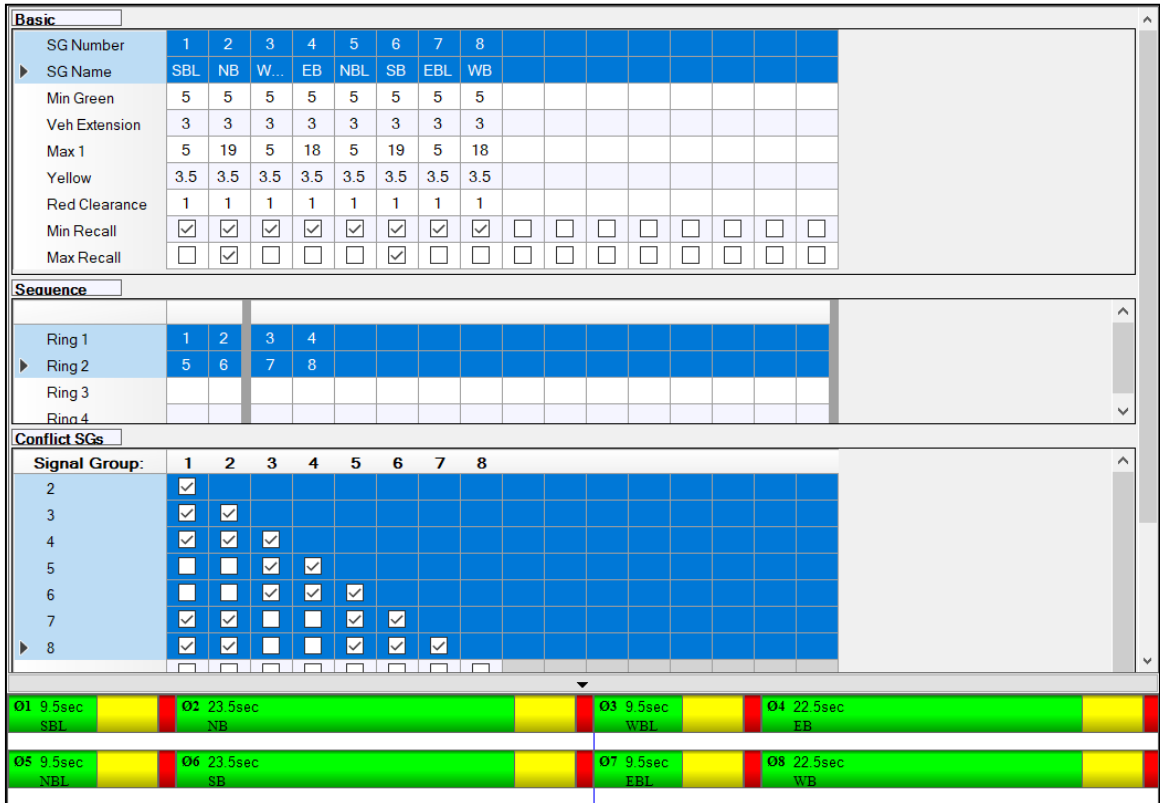 Basic
SG Number 1 2 3 4 5 6 7 8
SG Name SBL NB W... EB NBL SB EBL WB
Min Green 5 5 5 5 5 5 5 5
Veh Extension 3 3 3 3 3 3 3 3
Max 1 5 19 5 18 5 19 5 18
Yellow 3.5 3.5 3.5 3.5 3.5 3.5 3.5 3.5
Red Clearance 1 1 1 1 1 1 1 1
Min Recall
Max Recall
Sequence
Ring 1 1 2 3 4
Ring 2 5 6 7 8
Ring 3
Ring 4
Conflict SGs
Signal Group: 1 2 3 4 5 6 7 8
2
3
4
5
6
7
8
Ø1 9.5sec Ø2 23.5sec Ø3 9.5sec Ø4 22.5sec
SBL NB WBL EB
Ø5 9.5sec Ø6 23.5sec Ø7 9.5sec Ø8 22.5sec
NBL SB EBL WB